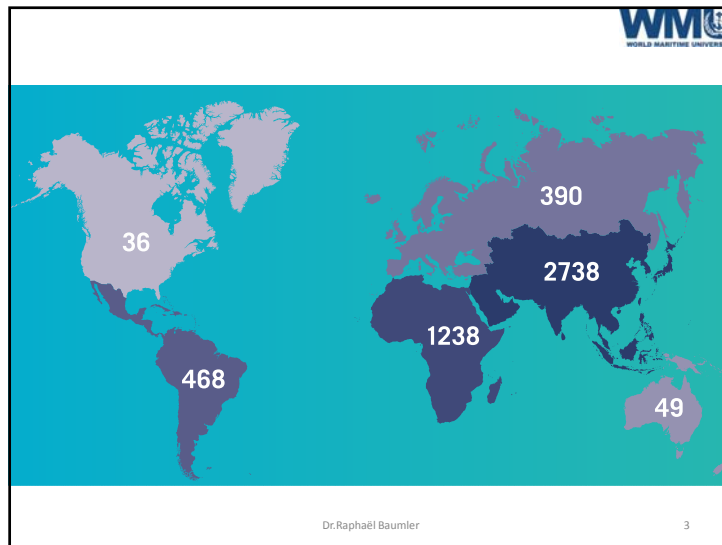 WMU
WORLD MARITIME UNIVERS
36
390
2738
1238
468
49
Dr.Raphaël Baumler
3